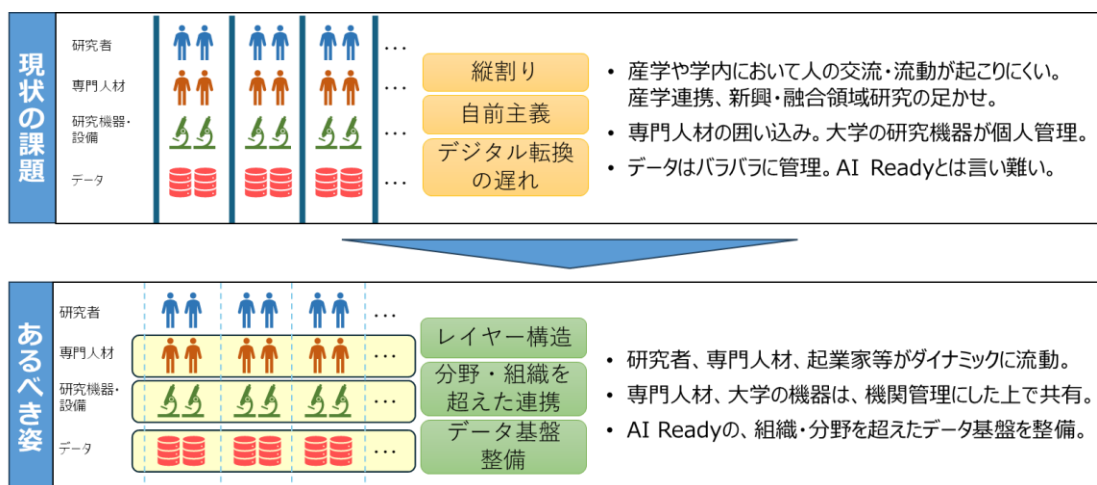 現状の課題
研究者
専門人材
研究機器・
設備
データ
…
…
…
…
縦割り
自前主義
デジタル転換
の遅れ
• 産学や学内において人の交流・流動が起こりにくい。
産学連携、新興・融合領域研究の足かせ。
• 専門人材の囲い込み。大学の研究機器が個人管理。
• データはバラバラに管理。AI Readyとは言い難い。
あるべき姿
研究者
専門人材
研究機器・
設備
データ
…
…
…
…
レイヤー構造
分野・組織を
超えた連携
データ基盤
整備
• 研究者、専門人材、起業家等がダイナミックに流動。
• 専門人材、大学の機器は、機関管理にした上で共有。
• AI Readyの、組織・分野を超えたデータ基盤を整備。